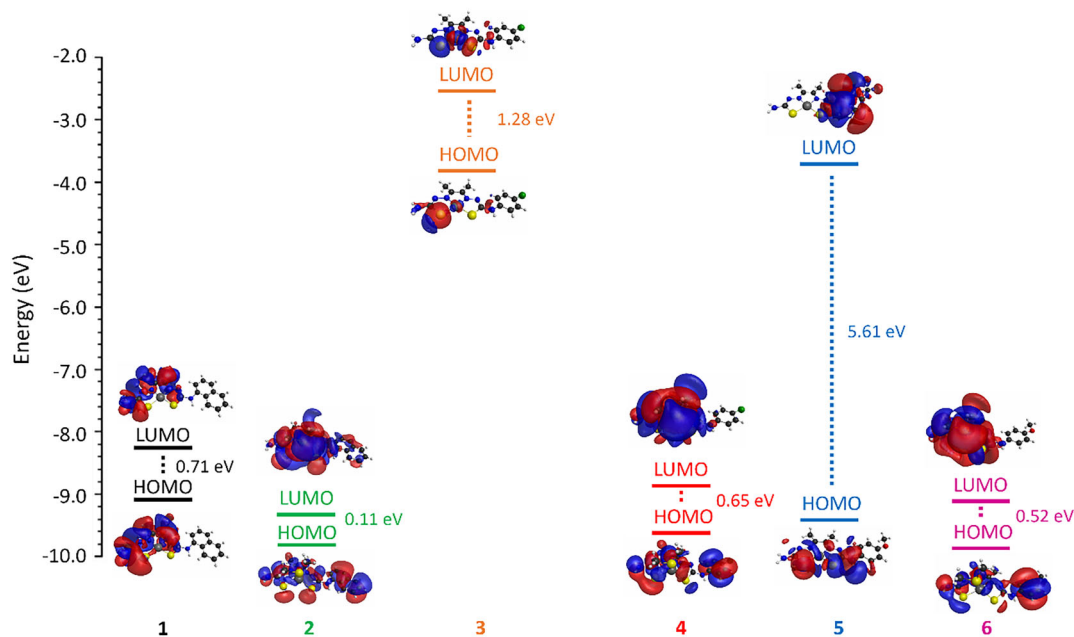 -2.0
-3.0
-4.0
-5.0
-6.0
-7.0
-8.0
-9.0
-10.0
Energy (eV)
LUMO
0.71 eV
HOMO
1
LUMO
0.11 eV
HOMO
2
LUMO
1.28 eV
HOMO
3
LUMO
0.65 eV
HOMO
4
LUMO
5.61 eV
HOMO
5
LUMO
0.52 eV
HOMO
6